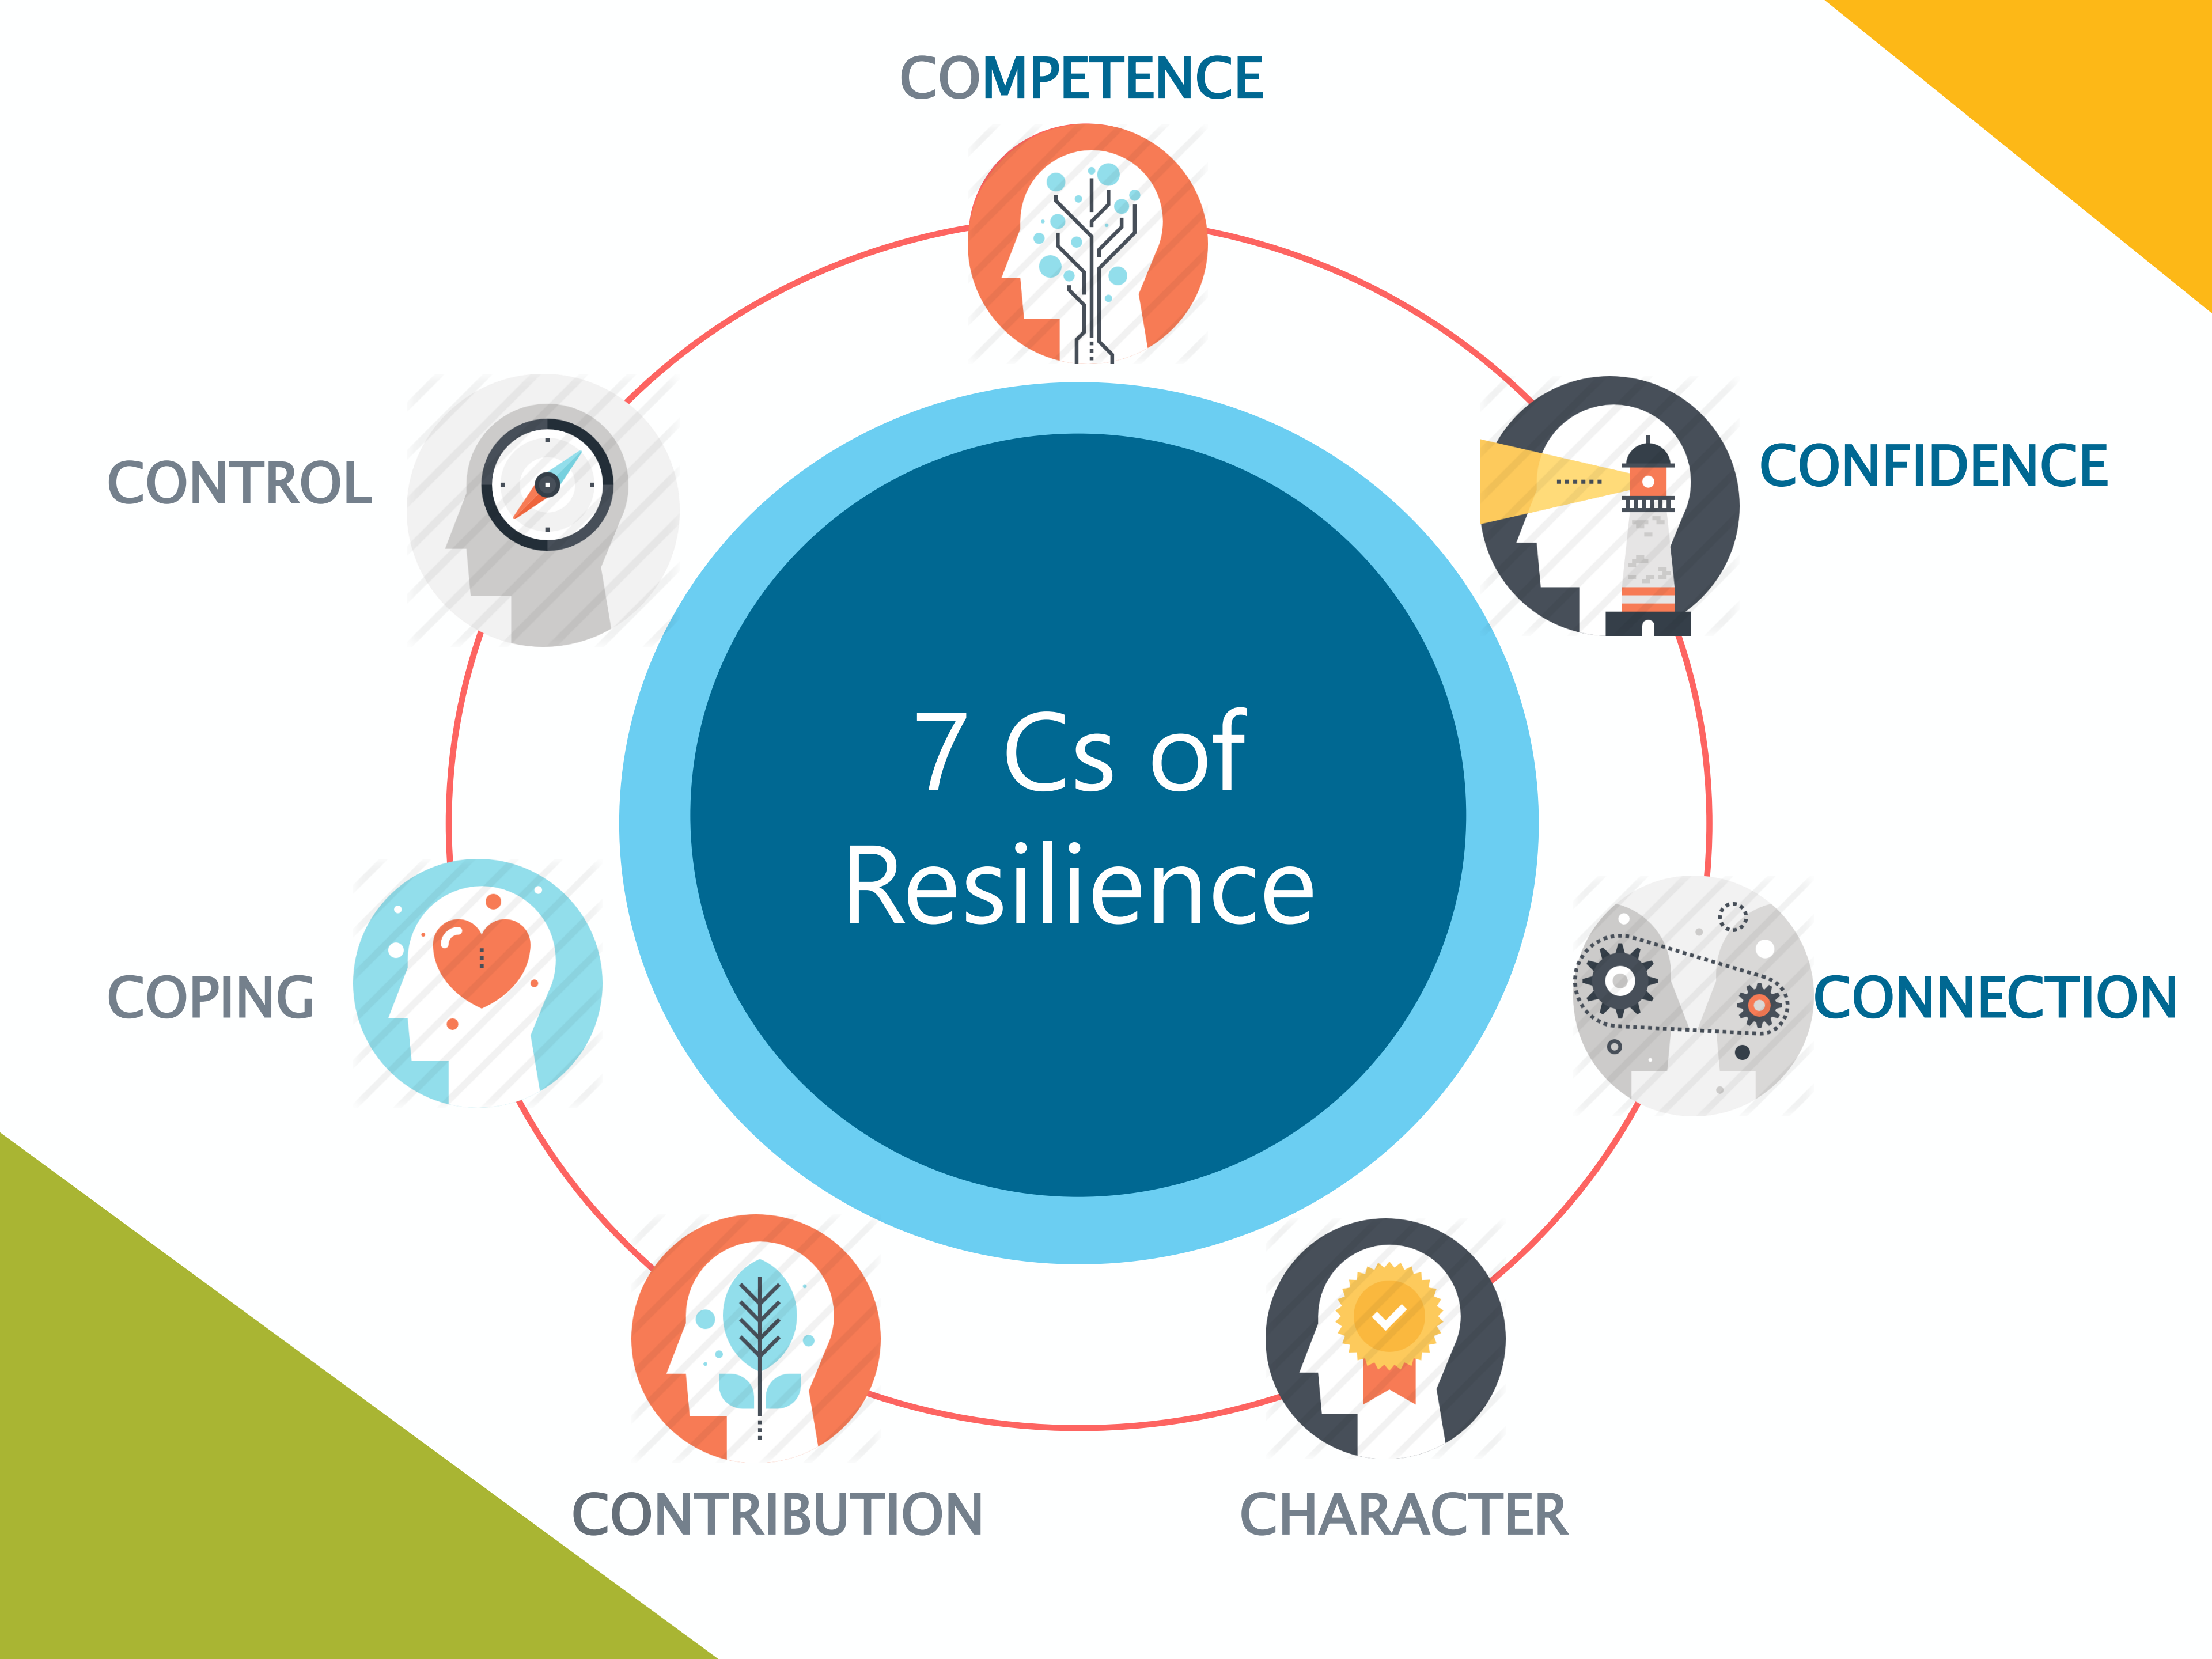 COMPETENCE
CONTROL
CONFIDENCE
7 Cs of
Resilience
COPING
CONNECTION
CONTRIBUTION
CHARACTER